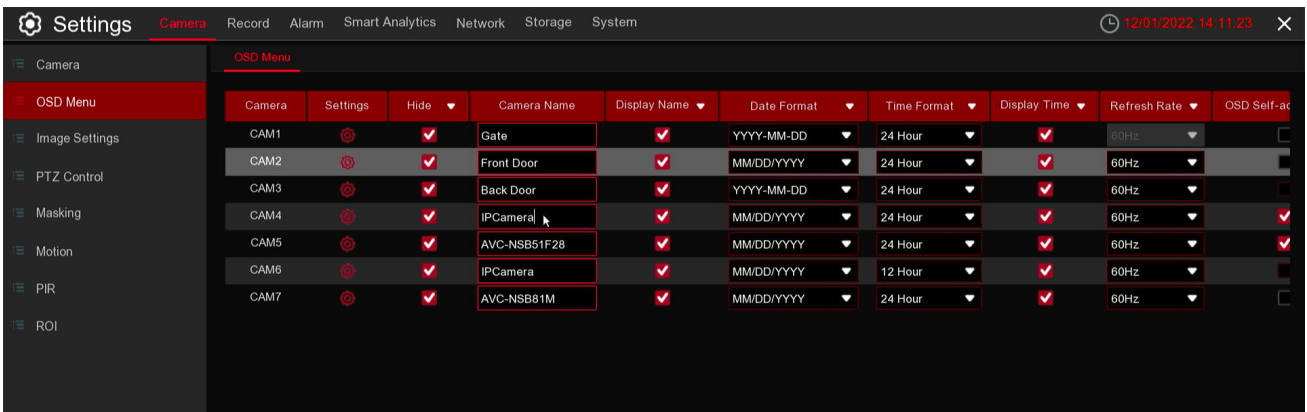 Settings Camera Record Alarm Smart Analytics Network Storage System 12/01/2022 14:11:23
Camera
OSD Menu
Image Settings
PTZ Control
Masking
Motion
PIR
ROI
OSD Menu
Camera Settings Hide Camera Name Display Name Date Format Time Format Display Time Refresh Rate OSD Self-ad
CAM1 Gate YYYY-MM-DD 24 Hour 60Hz
CAM2 Front Door MM/DD/YYYY 24 Hour 60Hz
CAM3 Back Door YYYY-MM-DD 24 Hour 60Hz
CAM4 IPCamera MM/DD/YYYY 24 Hour 60Hz
CAM5 AVC-NSB51F28 MM/DD/YYYY 24 Hour 60Hz
CAM6 IPCamera MM/DD/YYYY 12 Hour 60Hz
CAM7 AVC-NSB81M MM/DD/YYYY 24 Hour 60Hz